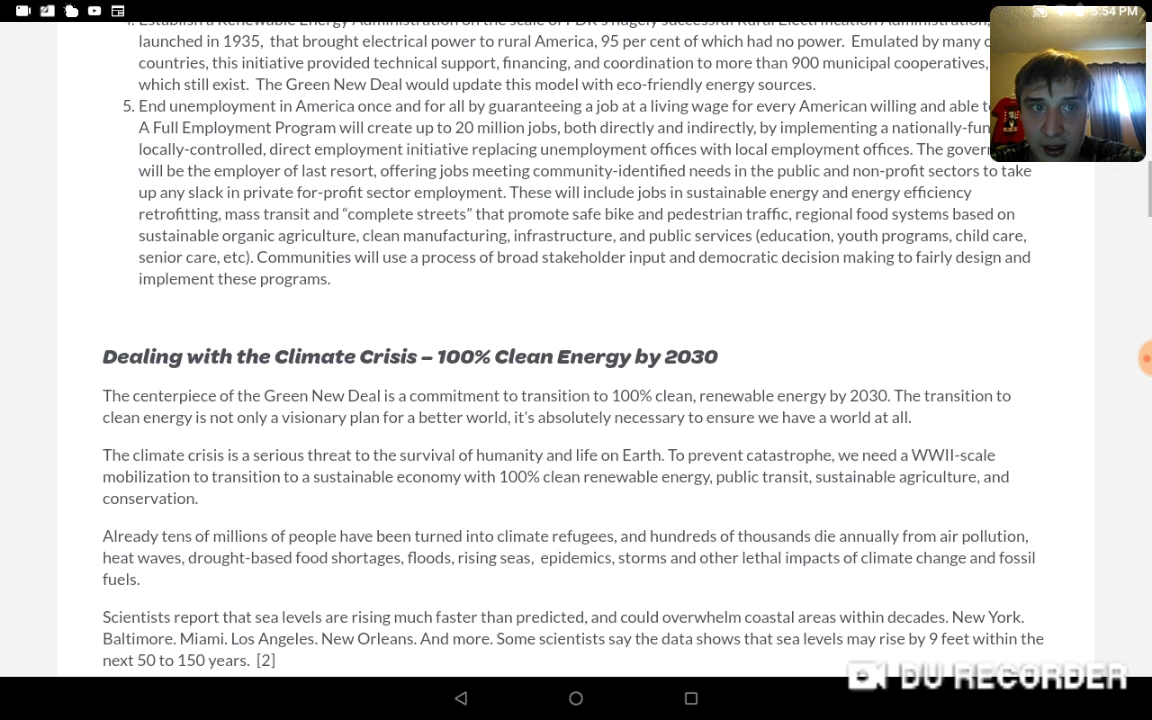 5:54 PM
4. Establish a Renewable Energy Administration on the scale of FDR's hugely successful Rural Electrification Administration,
launched in 1935, that brought electrical power to rural America, 95 per cent of which had no power. Emulated by many
countries, this initiative provided technical support, financing, and coordination to more than 900 municipal cooperatives,
which still exist. The Green New Deal would update this model with eco-friendly energy sources.
5. End unemployment in America once and for all by guaranteeing a job at a living wage for every American willing and able
A Full Employment Program will create up to 20 million jobs, both directly and indirectly, by implementing a
locally-controlled, direct employment initiative replacing unemployment offices with local employment offices. The
will be the employer of last resort, offering jobs meeting community-identified needs in the public and non-profit sectors to take
up any slack in private for-profit sector employment. These will include jobs in sustainable energy and energy efficiency
retrofitting, mass transit and “complete streets” that promote safe bike and pedestrian traffic, regional food systems based on
sustainable organic agriculture, clean manufacturing, infrastructure, and public services (education, youth programs, child care,
senior care, etc). Communities will use a process of broad stakeholder input and democratic decision making to fairly design and
implement these programs.
Dealing with the Climate Crisis – 100% Clean Energy by 2030
The centerpiece of the Green New Deal is a commitment to transition to 100% clean, renewable energy by 2030. The transition to
clean energy is not only a visionary plan for a better world, it’s absolutely necessary to ensure we have a world at all.
The climate crisis is a serious threat to the survival of humanity and life on Earth. To prevent catastrophe, we need a WWII-scale
mobilization to transition to a sustainable economy with 100% clean renewable energy, public transit, sustainable agriculture, and
conservation.
Already tens of millions of people have been turned into climate refugees, and hundreds of thousands die annually from air pollution,
heat waves, drought-based food shortages, floods, rising seas, epidemics, storms and other lethal impacts of climate change and fossil
fuels.
Scientists report that sea levels are rising much faster than predicted, and could overwhelm coastal areas within decades. New York.
Baltimore. Miami. Los Angeles. New Orleans. And more. Some scientists say the data shows that sea levels may rise by 9 feet within the
next 50 to 150 years. [2]
DU RECORDER